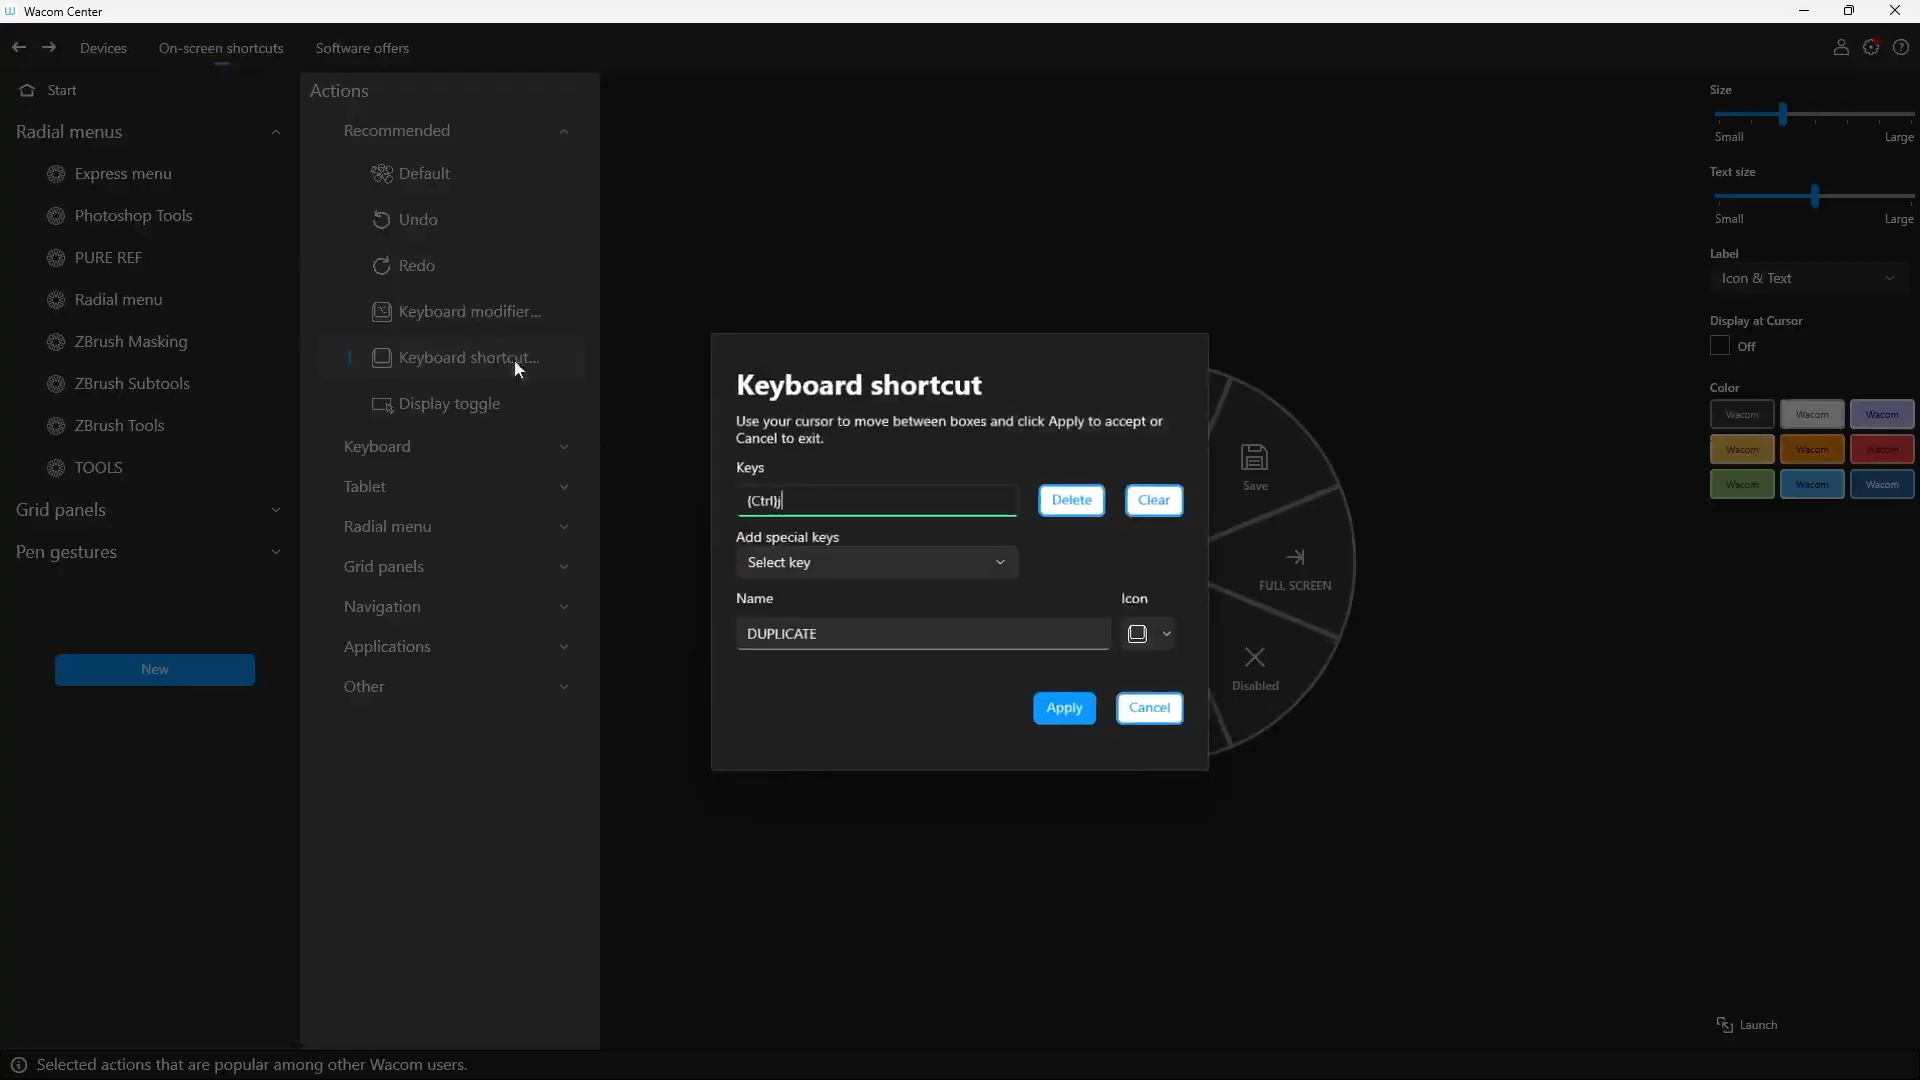 Wacom Center
Devices
On-screen shortcuts
Software offers
Start
Radial menus
Express menu
Photoshop Tools
PURE REF
Radial menu
ZBrush Masking
ZBrush Subtools
ZBrush Tools
TOOLS
Grid panels
Pen gestures
New
Actions
Recommended
Default
Undo
Redo
Keyboard modifier...
Keyboard shortcut...
Display toggle
Keyboard
Tablet
Radial menu
Grid panels
Navigation
Applications
Other
Keyboard shortcut
Use your cursor to move between boxes and click Apply to accept or
Cancel to exit.
Keys
{Ctrl}j
Delete
Clear
Add special keys
Select key
Name
Icon
DUPLICATE
Apply
Cancel
Save
FULL SCREEN
Disabled
Size
Small Large
Text size
Small Large
Label
Icon & Text
Display at Cursor
Off
Color
Wacom Wacom Wacom
Wacom Wacom Wacom
Wacom Wacom Wacom
Launch
Selected actions that are popular among other Wacom users.